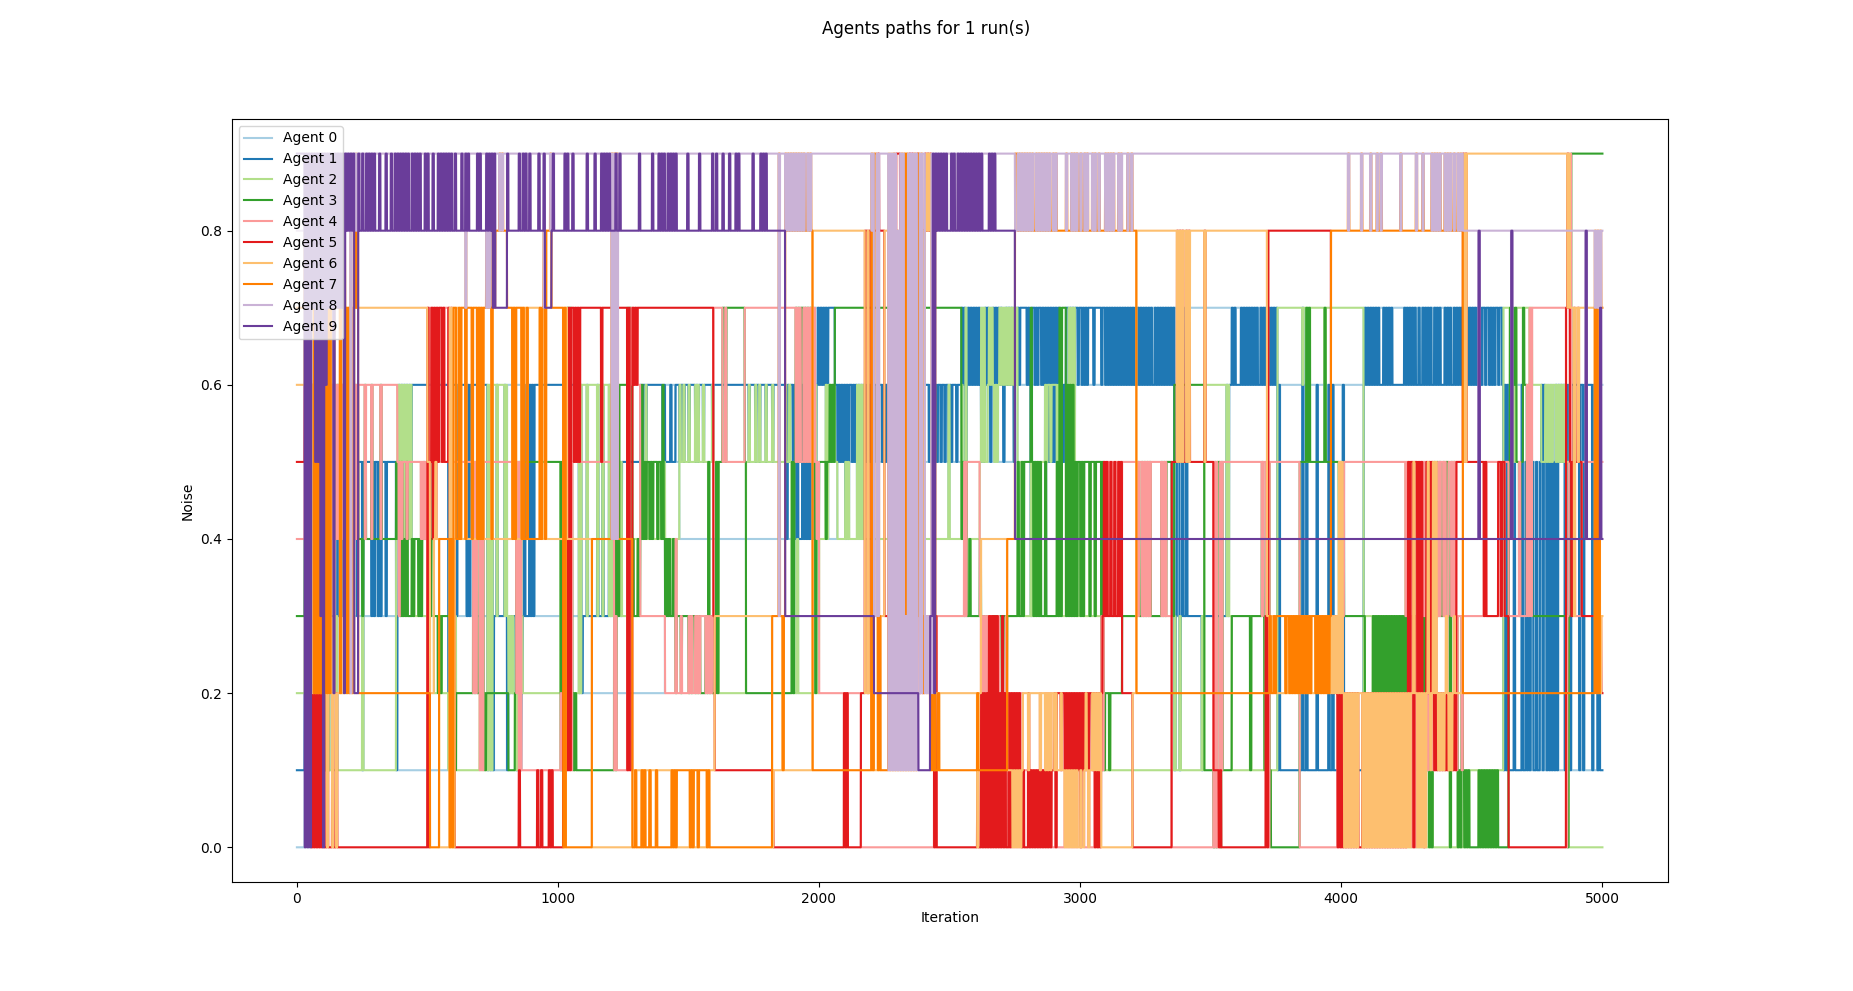 Agents paths for 1 run(s)
Agent 0
Agent 1
Agent 2
Agent 3
Agent 4
Agent 5
Agent 6
Agent 7
Agent 8
Agent 9
Noise
0.8
0.6
0.4
0.2
0.0
0 1000 2000 3000 4000 5000
Iteration